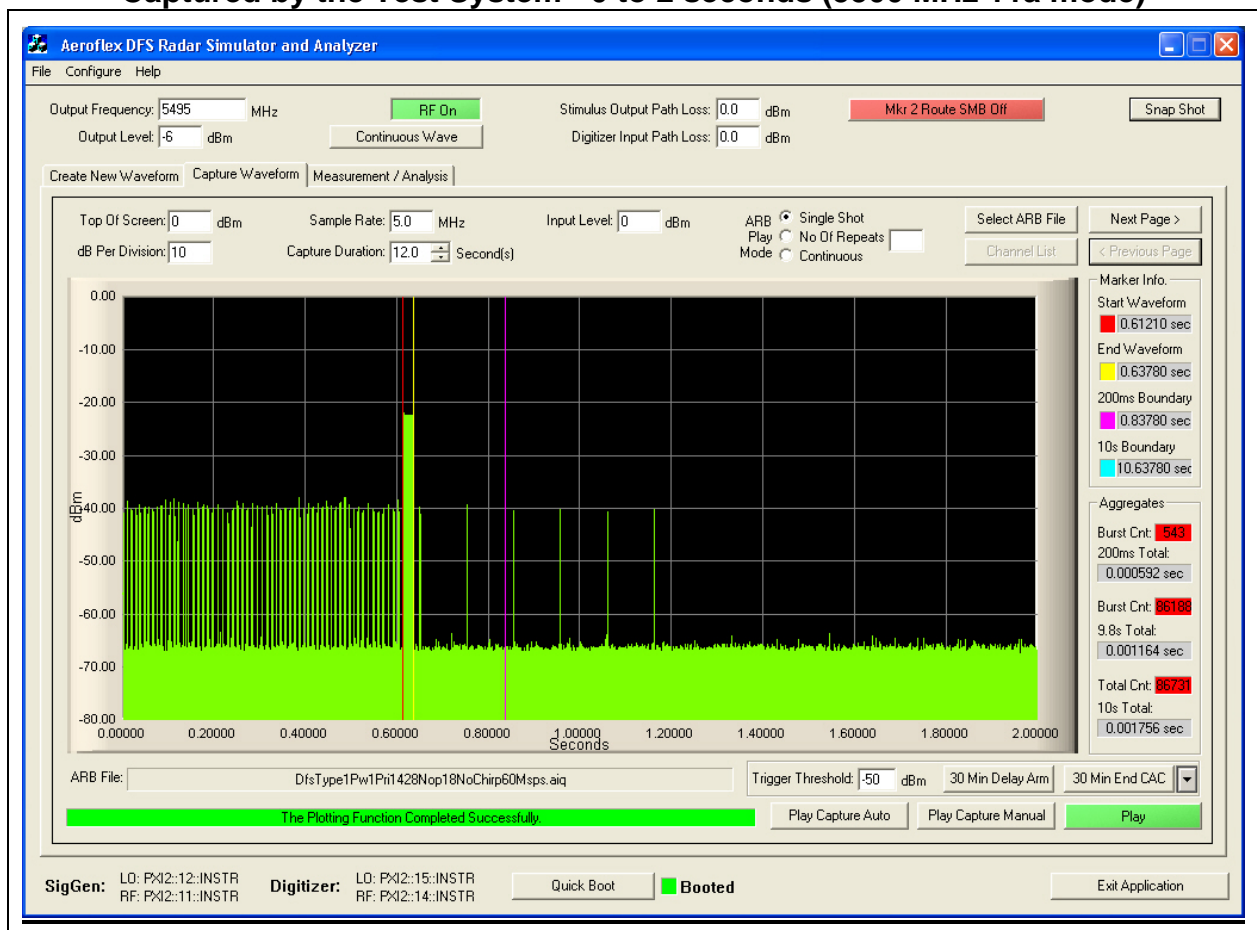 Aeroflex DFS Radar Simulator and Analyzer
File Configure Help
Output Frequency: 5495 MHz RF On Stimulus Output Path Loss: 0.0 dBm Mkr 2 Route SMB Off Snap Shot
Output Level: -6 dBm Continuous Wave Digitizer Input Path Loss: 0.0 dBm
Create New Waveform Capture Waveform Measurement / Analysis
Top Of Screen: 0 dBm Sample Rate: 5.0 MHz Input Level: 0 dBm ARB Play Mode Single Shot Select ARB File Next Page >
dB Per Division: 10 Capture Duration: 12.0 Second(s) No Of Repeats Channel List < Previous Page
Continuous
Marker Info.
Start Waveform
0.61210 sec
End Waveform
0.63780 sec
200ms Boundary
0.83780 sec
10s Boundary
10.63780 sec
Aggregates
Burst Cnt: 543
200ms Total:
0.000592 sec
Burst Cnt: 86188
9.8s Total:
0.001164 sec
Total Cnt: 86731
10s Total:
0.001756 sec
0.00
-10.00
-20.00
-30.00
-40.00
-50.00
-60.00
-70.00
-80.00
dBm
0.00000 0.20000 0.40000 0.60000 0.80000 1.00000 1.20000 1.40000 1.60000 1.80000 2.00000
Seconds
ARB File: DfsType1Pw1Pri1428Nop18NoChirp60Msps.aiq Trigger Threshold: -50 dBm 30 Min Delay Arm 30 Min End CAC
The Plotting Function Completed Successfully. Play Capture Auto Play Capture Manual Play
SigGen: LO: PXI2::12::INSTR Digitizer: LO: PXI2::15::INSTR Quick Boot Booted Exit Application
RF: PXI2::11::INSTR RF: PXI2::14::INSTR